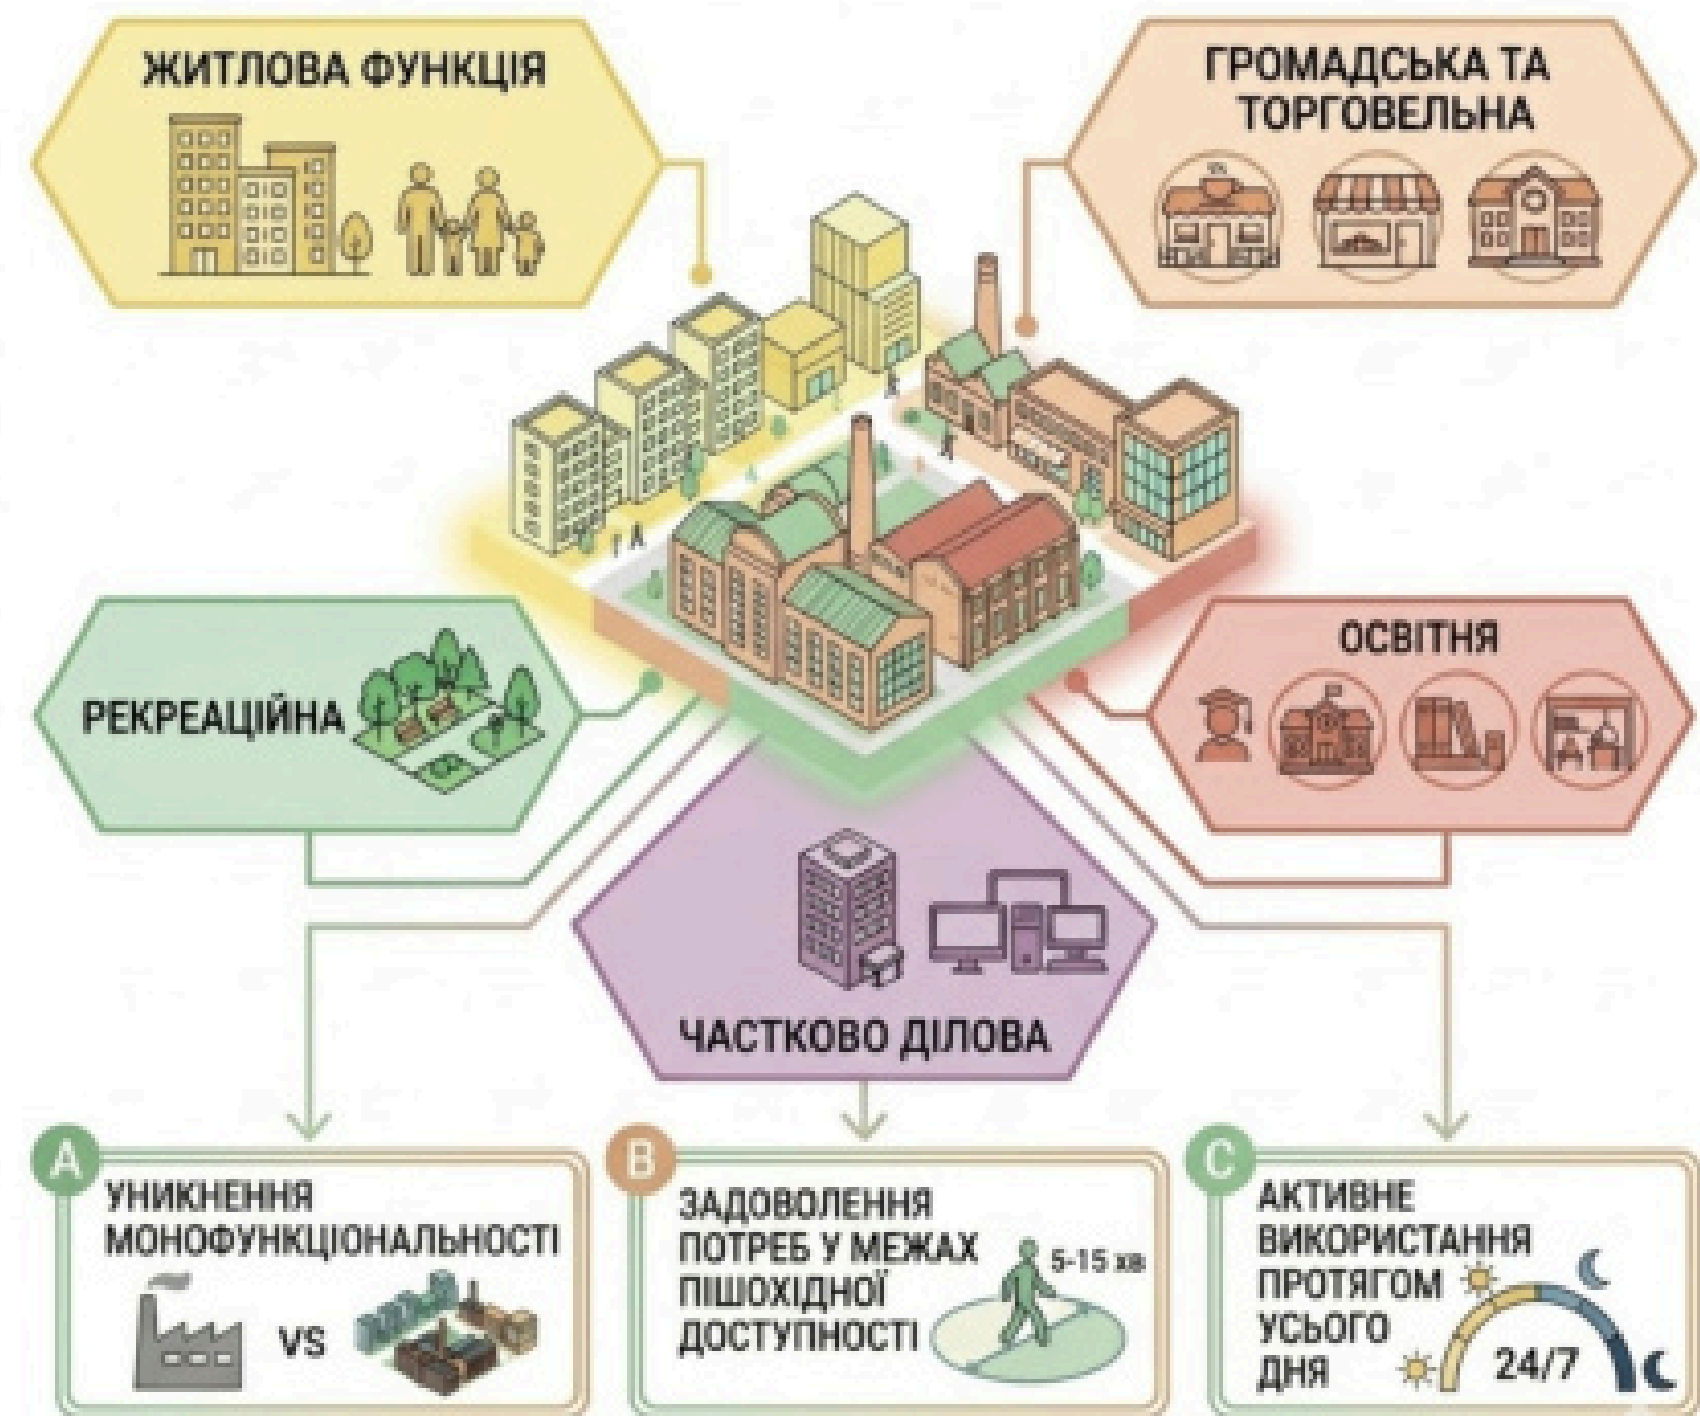 ЖИТЛОВА ФУНКЦІЯ
ГРОМАДСЬКА ТА
ТОРГОВЕЛЬНА
РЕКРЕАЦІЙНА
ОСВІТНЯ
ЧАСТКОВО ДІЛОВА
A
УНИКНЕННЯ
МОНОФУНКЦІОНАЛЬНОСТІ
VS
B
ЗАДОВОЛЕННЯ
ПОТРЕБ У МЕЖАХ
ПІШОХІДНОЇ
ДОСТУПНОСТІ
5-15 хв
C
АКТИВНЕ
ВИКОРИСТАННЯ
ПРОТЯГОМ
УСЬОГО
ДНЯ
24/7